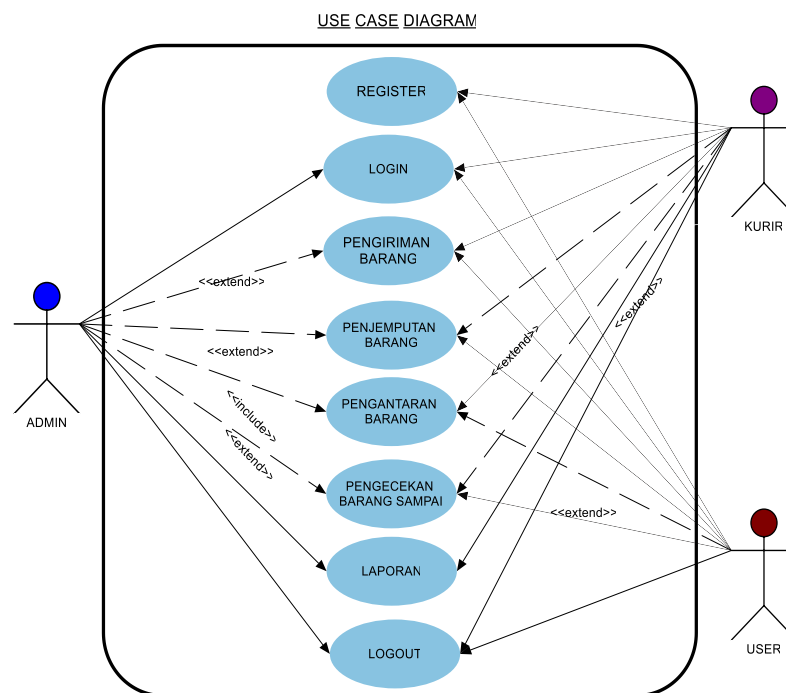 USE CASE DIAGRAM
REGISTER
LOGIN
KURIR
PENGIRIMAN
BARANG
<<extend>>
<<extend>>
PENJEMPUTAN
BARANG
<<extend>>
<<extend>>
PENGANTARAN
BARANG
ADMIN
<<include>>
<<extend>>
PENGECEKAN
BARANG SAMPAI
<<extend>>
LAPORAN
LOGOUT
USER